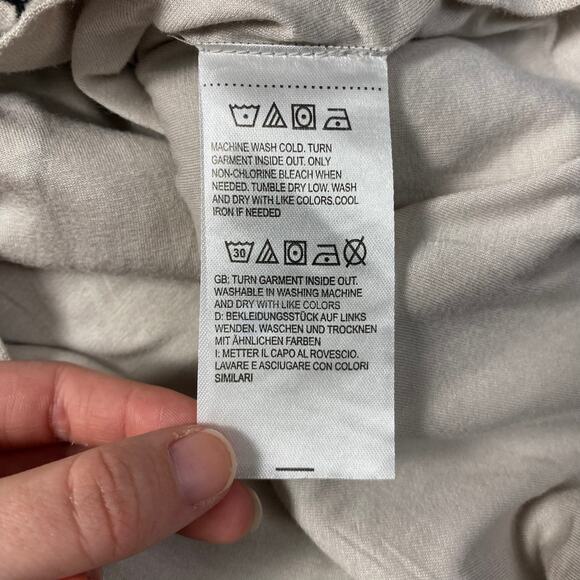 MACHINE WASH COLD. TURN
GARMENT INSIDE OUT. ONLY
NON-CHLORINE BLEACH WHEN
NEEDED. TUMBLE DRY LOW. WASH
AND DRY WITH LIKE COLORS.COOL
IRON IF NEEDED
30
GB: TURN GARMENT INSIDE OUT.
WASHABLE IN WASHING MACHINE
AND DRY WITH LIKE COLORS
D: BEKLEIDUNGSSTÜCK AUF LINKS
WENDEN. WASCHEN UND TROCKNEN
MIT ÄHNLICHEN FARBEN
I: METTER IL CAPO AL ROVESCIO.
LAVARE E ASCIUGARE CON COLORI
SIMILARI